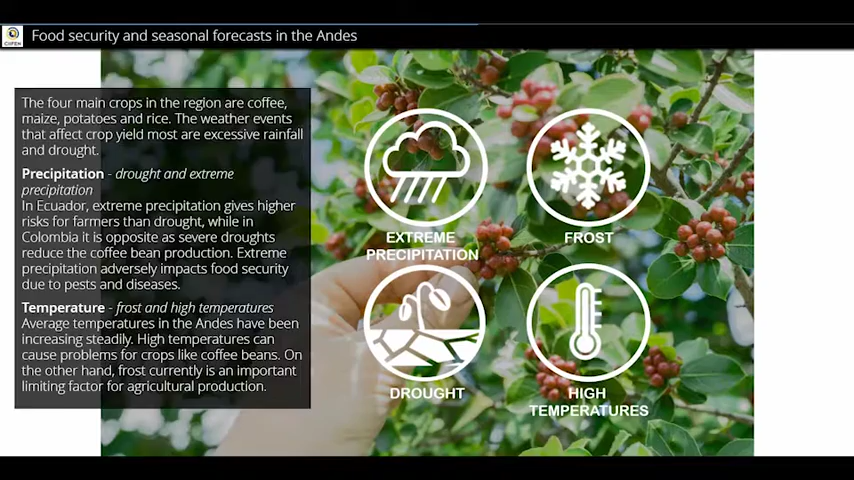 Food security and seasonal forecasts in the Andes
CIIFEN
The four main crops in the region are coffee,
maize, potatoes and rice. The weather events
that affect crop yield most are excessive rainfall
and drought.
Precipitation - drought and extreme
precipitation
In Ecuador, extreme precipitation gives higher
risks for farmers than drought, while in
Colombia it is opposite as severe droughts
reduce the coffee bean production. Extreme
precipitation adversely impacts food security
due to pests and diseases.
Temperature - frost and high temperatures
Average temperatures in the Andes have been
increasing steadily. High temperatures can
cause problems for crops like coffee beans. On
the other hand, frost currently is an important
limiting factor for agricultural production.
EXTREME
PRECIPITATION
FROST
DROUGHT
HIGH
TEMPERATURES